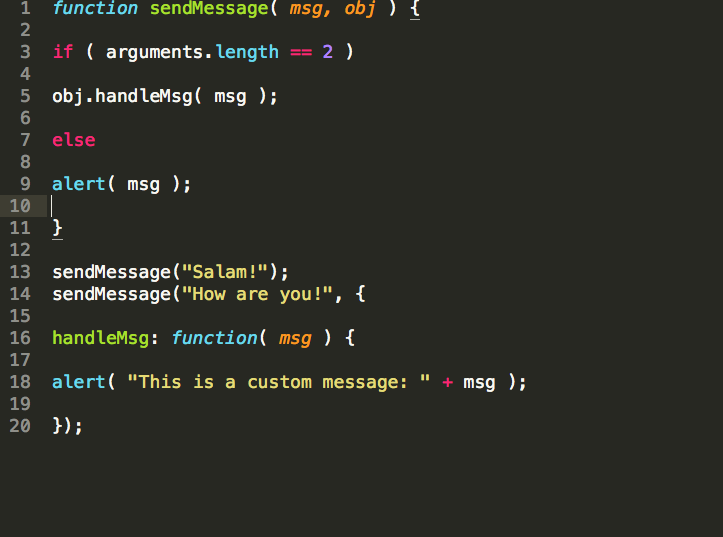 1 function sendMessage( msg, obj ) {
2
3 if ( arguments.length == 2 )
4
5 obj.handleMsg( msg );
6
7 else
8
9 alert( msg );
10
11 }
12
13 sendMessage("Salam!");
14 sendMessage("How are you!", {
15
16 handleMsg: function( msg ) {
17
18 alert( "This is a custom message: " + msg );
19
20 });